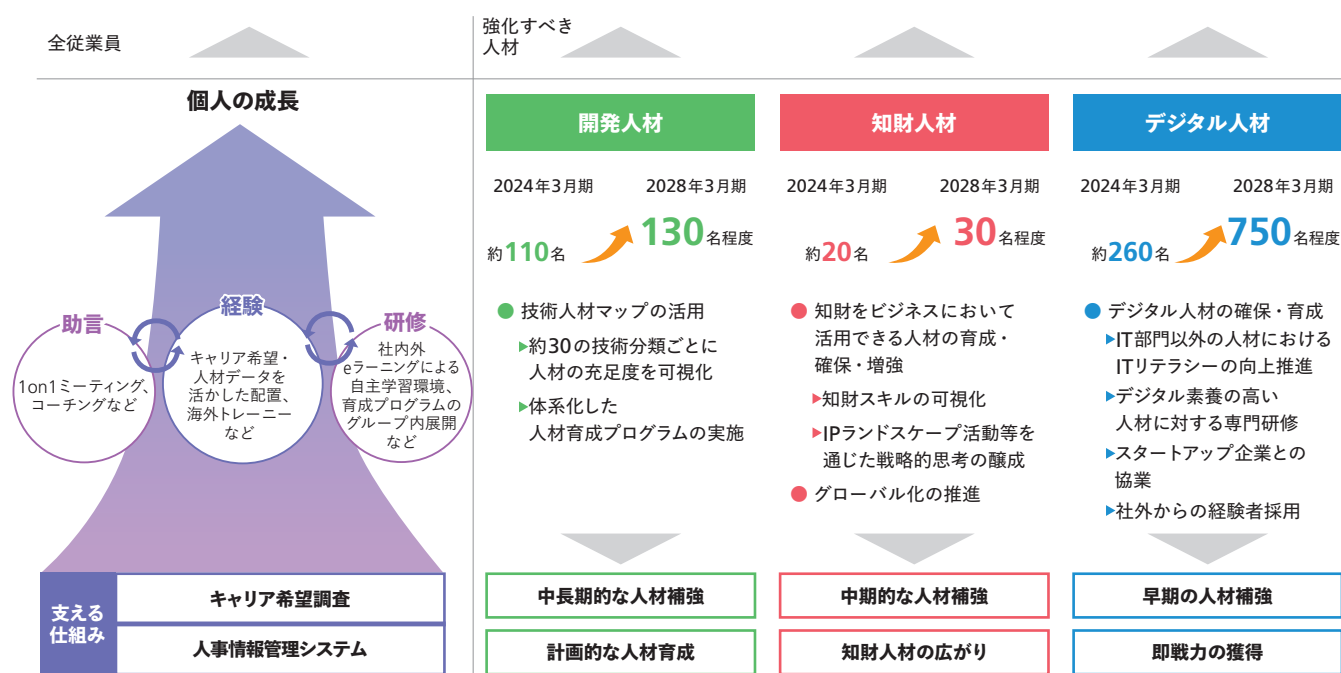 全従業員
個人の成長
助言
1on1ミーティング、
コーチングなど
経験
キャリア希望・
人材データを
活かした配置、
海外トレーニー
など
研修
社内外
eラーニングによる
自主学習環境、
育成プログラムの
グループ内展開
など
支える
仕組み
キャリア希望調査
人事情報管理システム
強化すべき
人材
開発人材
2024年3月期 2028年3月期
約110名 130名程度
● 技術人材マップの活用
▶約30の技術分類ごとに
人材の充足度を可視化
▶体系化した
人材育成プログラムの実施
中長期的な人材補強
計画的な人材育成
知財人材
2024年3月期 2028年3月期
約20名 30名程度
● 知財をビジネスにおいて
活用できる人材の育成・
確保・増強
▶知財スキルの可視化
▶IPランドスケープ活動等を
通じた戦略的思考の醸成
● グローバル化の推進
中期的な人材補強
知財人材の広がり
デジタル人材
2024年3月期 2028年3月期
約260名 750名程度
● デジタル人材の確保・育成
▶IT部門以外の人材における
ITリテラシーの向上推進
▶デジタル素養の高い
人材に対する専門研修
▶スタートアップ企業との
協業
▶社外からの経験者採用
早期の人材補強
即戦力の獲得